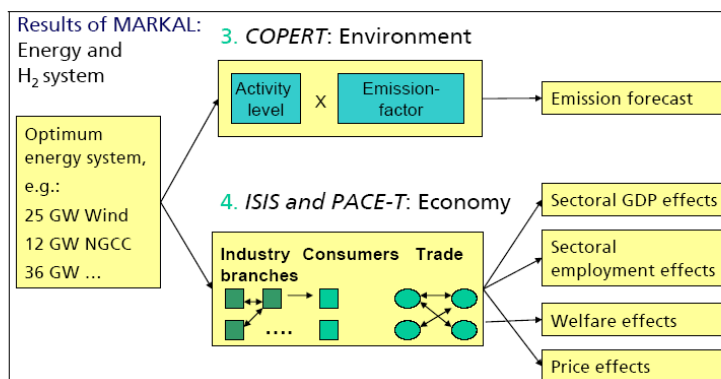 Results of MARKAL:
Energy and
H2 system
Optimum
energy system,
e.g.:
25 GW Wind
12 GW NGCC
36 GW ...
3. COPERT: Environment
Activity
level
X
Emission-
factor
Emission forecast
4. ISIS and PACE-T: Economy
Industry Consumers Trade
branches
....
Sectoral GDP effects
Sectoral
employment effects
Welfare effects
Price effects